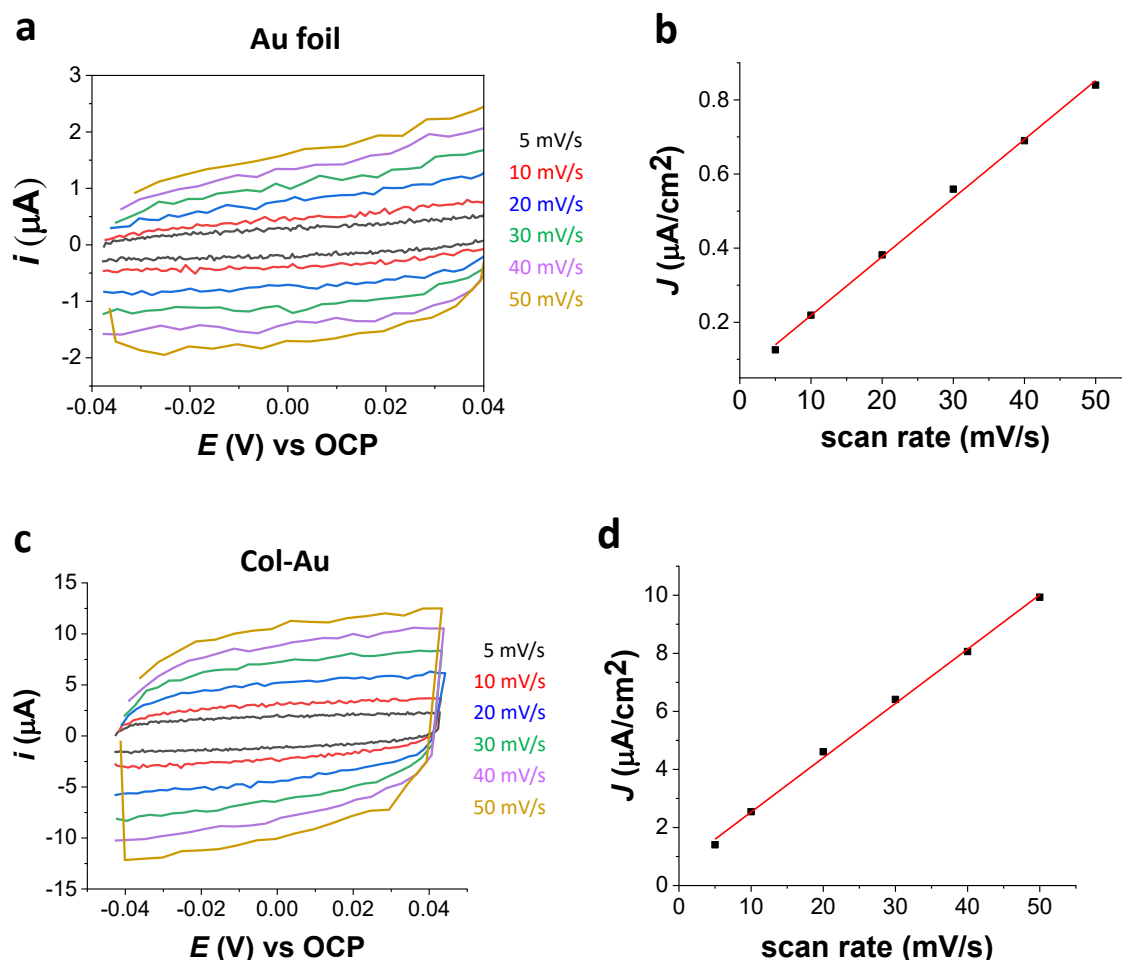 a
Au foil
3
2
1
0
-1
-2
i (µA)
-0.04
-0.02
0.00
0.02
0.04
E (V) vs OCP
5 mV/s
10 mV/s
20 mV/s
30 mV/s
40 mV/s
50 mV/s
b
0.8
0.6
0.4
0.2
J (µA/cm2)
0
10
20
30
40
50
scan rate (mV/s)
c
Col-Au
15
10
5
0
-5
-10
-15
i (µA)
-0.04
-0.02
0.00
0.02
0.04
E (V) vs OCP
5 mV/s
10 mV/s
20 mV/s
30 mV/s
40 mV/s
50 mV/s
d
10
8
6
4
2
0
J (µA/cm2)
0
10
20
30
40
50
scan rate (mV/s)